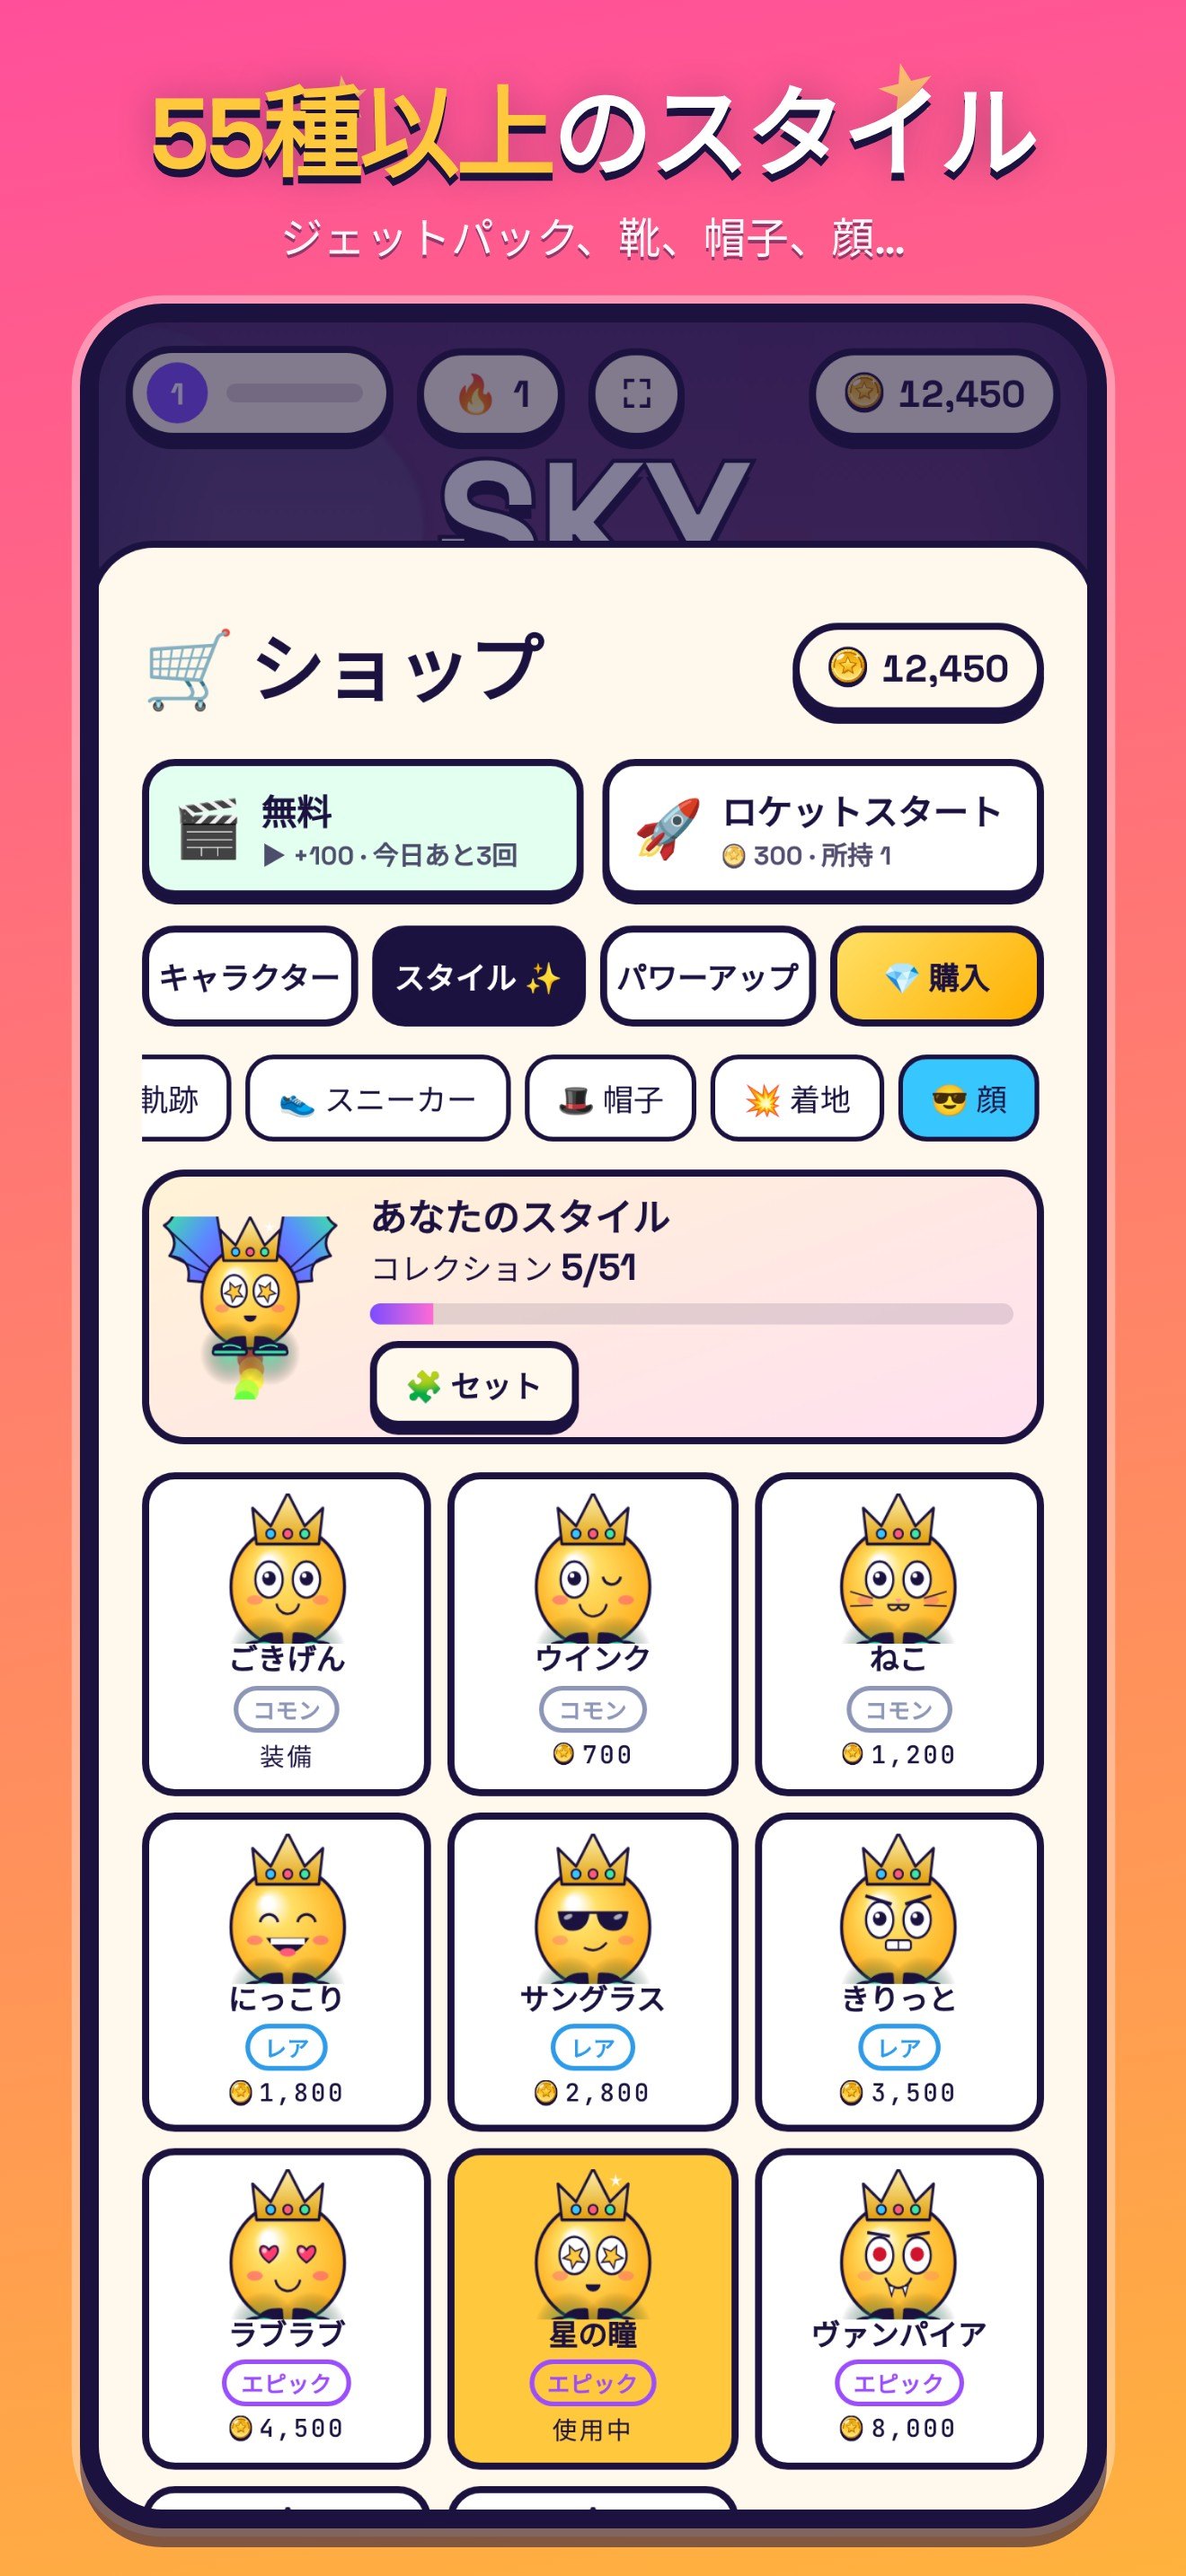 55種以上のスタイル
ジェットパック、靴、帽子、顔...
1
1
12,450
SKY
ショップ
12,450
無料
▶ +100・今日あと3回
ロケットスタート
300・所持 1
キャラクター
スタイル
パワーアップ
購入
軌跡
スニーカー
帽子
着地
顔
あなたのスタイル
コレクション 5/51
セット
ごきげん
コモン
装備
ウインク
コモン
700
ねこ
コモン
1,200
にっこり
レア
1,800
サングラス
レア
2,800
きりっと
レア
3,500
ラブラブ
エピック
4,500
星の瞳
エピック
使用中
ヴァンパイア
エピック
8,000